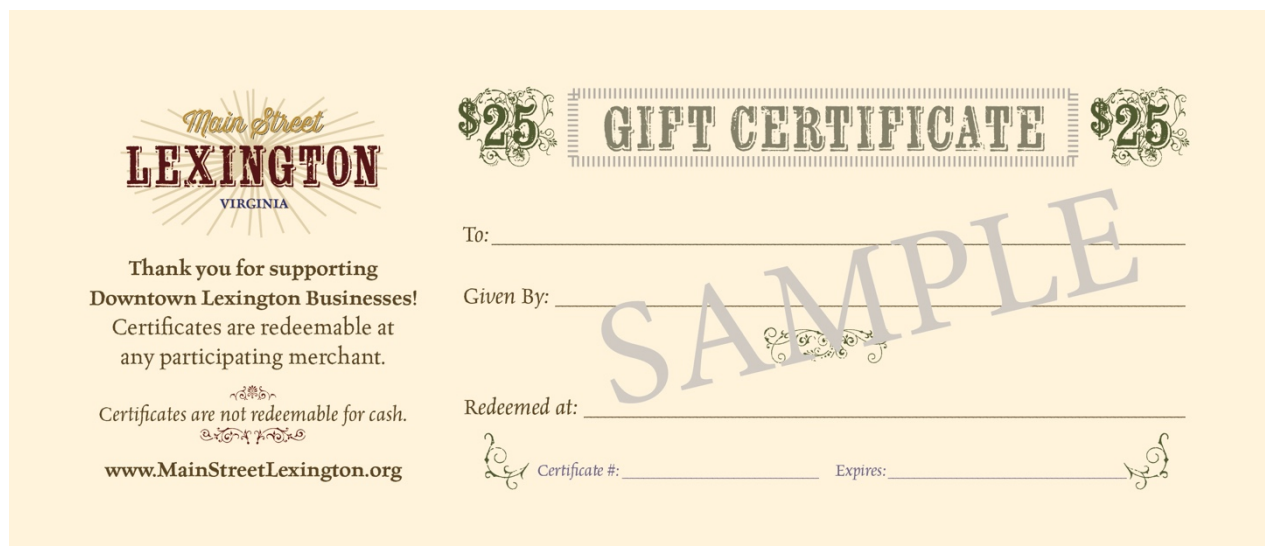 Main Street
LEXINGTON
VIRGINIA
Thank you for supporting
Downtown Lexington Businesses!
Certificates are redeemable at
any participating merchant.
Certificates are not redeemable for cash.
www.MainStreetLexington.org
$25 GIFT CERTIFICATE $25
To:
Given By:
SAMPLE
Redeemed at:
Certificate #: Expires: